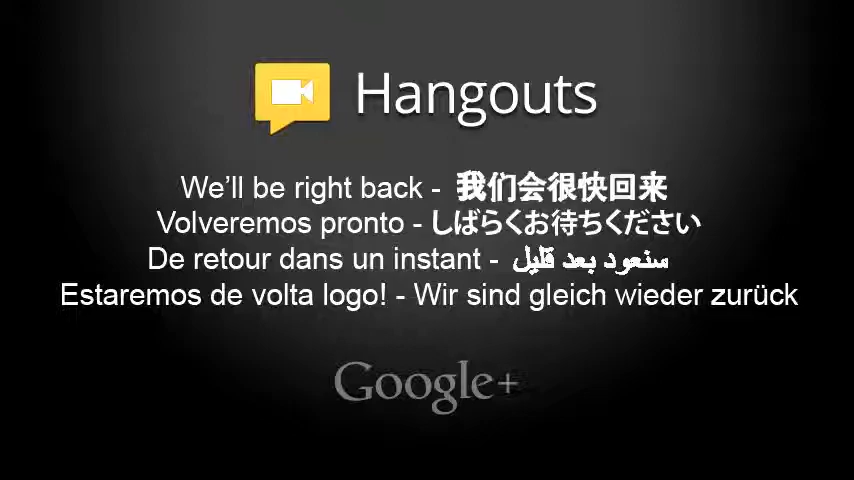 Hangouts
We'll be right back - 我们会很快回来
Volveremos pronto - しばらくお待ちください
De retour dans un instant - سنعود بعد قليل
Estaremos de volta logo! - Wir sind gleich wieder zurück
Google+